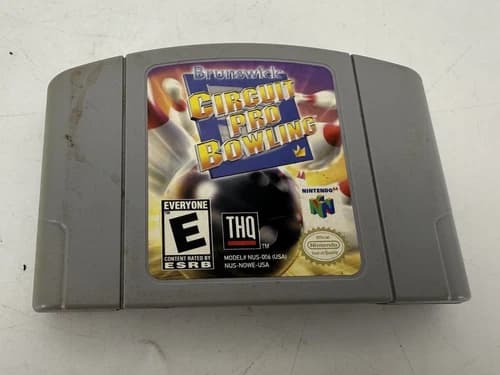 Brunswick
CIRCUIT
PRO
BOWLING
EVERYONE
E
CONTENT RATED BY
ESRB
THQ
TM
MODEL# NUS-006 (USA)
NUS-NOWE-USA
NINTENDO 64
N
Official
Nintendo
Seal of Quality